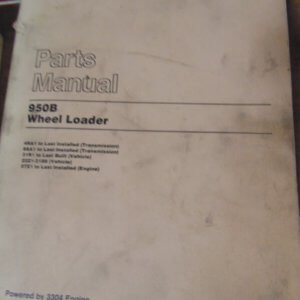 Parts
Manual
950B
Wheel Loader
to Last Installed (Transmission)
to Last Installed (Transmission)
to Last Built (Vehicle)
(Vehicle)
to Last Installed (Engine)
Powered by 3304 Engine